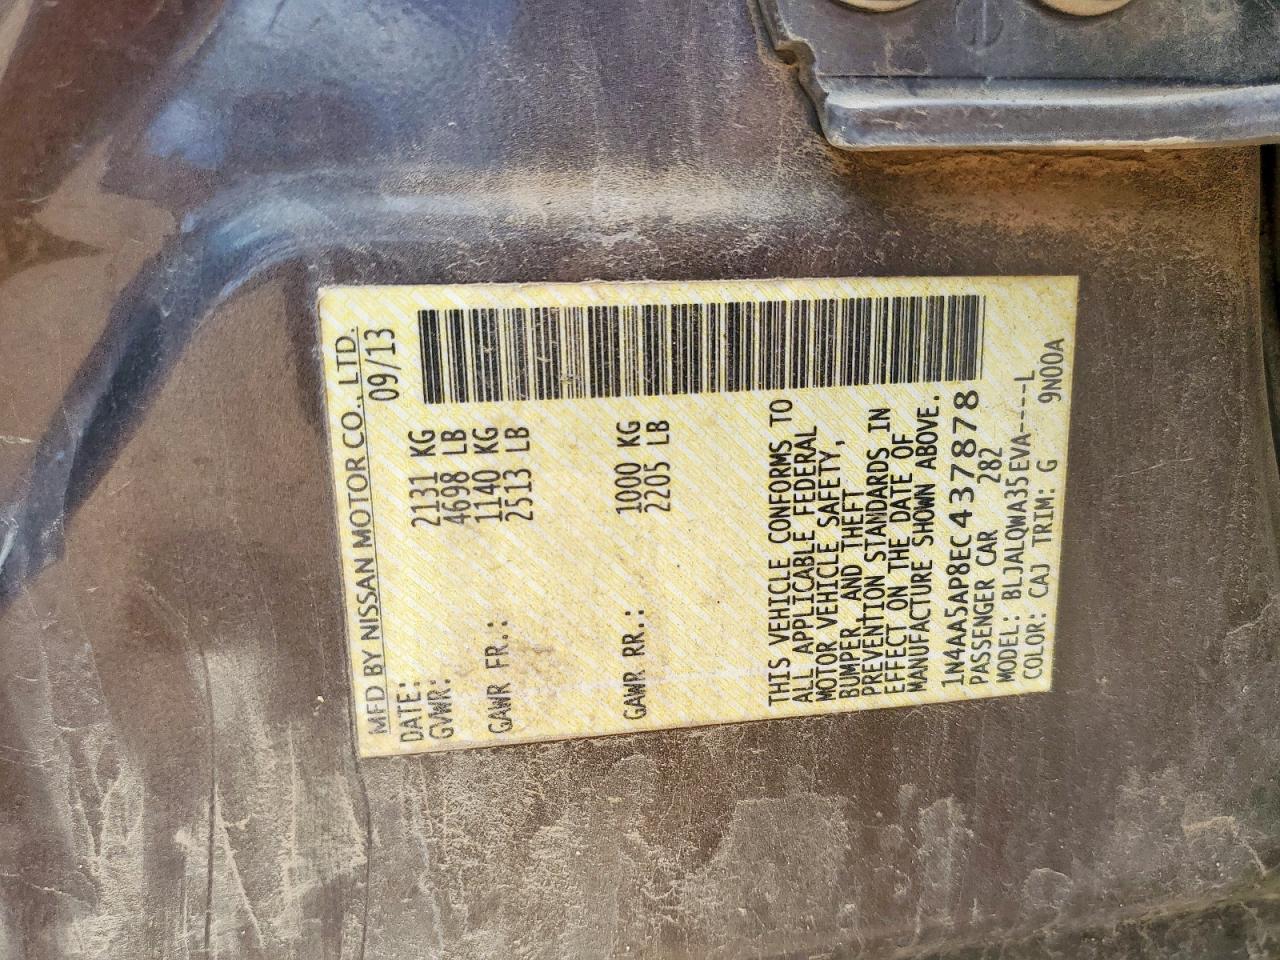 MFD BY NISSAN MOTOR CO., LTD.
DATE: 09/13
GVWR: 2131 KG
4698 LB
GAWR FR.: 1140 KG
2513 LB
GAWR RR.: 1000 KG
2205 LB
THIS VEHICLE CONFORMS TO
ALL APPLICABLE FEDERAL
MOTOR VEHICLE SAFETY,
BUMPER, AND THEFT
PREVENTION STANDARDS IN
EFFECT ON THE DATE OF
MANUFACTURE SHOWN ABOVE.
1N4AA5AP8EC437878
PASSENGER CAR 282
MODEL: BLJALQWA35EVA-----L
COLOR: CAJ TRIM: G 9N00A